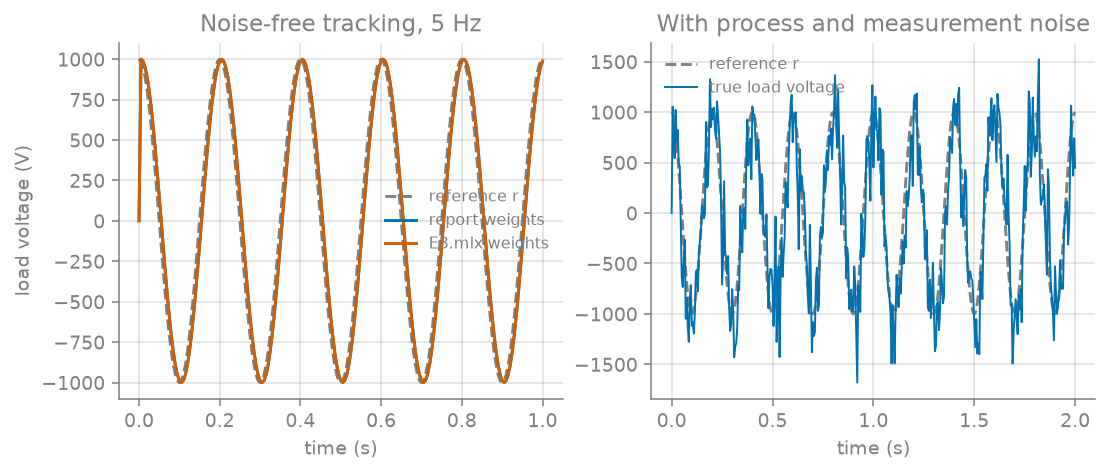 Noise-free tracking, 5 Hz
load voltage (V)
1000
750
500
250
0
−250
−500
−750
−1000
reference r
report weights
E3.mlx weights
0.0 0.2 0.4 0.6 0.8 1.0
time (s)
With process and measurement noise
1500
1000
500
0
−500
−1000
−1500
reference r
true load voltage
0.0 0.5 1.0 1.5 2.0
time (s)